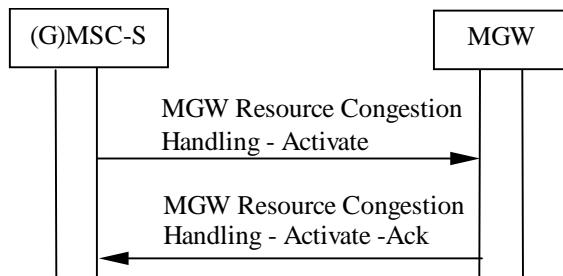 (G)MSC-S
MGW
MGW Resource Congestion
Handling - Activate
MGW Resource Congestion
Handling - Activate -Ack